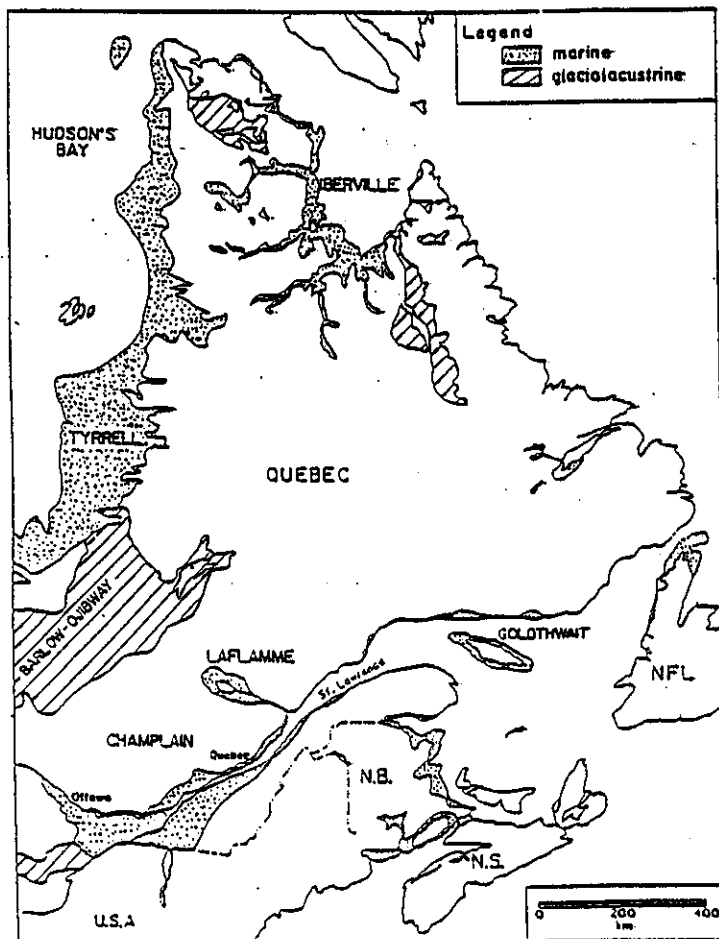 Legend
marine
glaciolacustrine
HUDSON'S
BAY
IBERVILLE
TYRRELL
QUEBEC
BARLOW-OJIBWAY
GOLDTHWAIT
LAFLAMME
NFL
St. Lawrence
CHAMPLAIN
Quebec
N.B.
Ottawa
N.S.
U.S.A
0 200 400
km